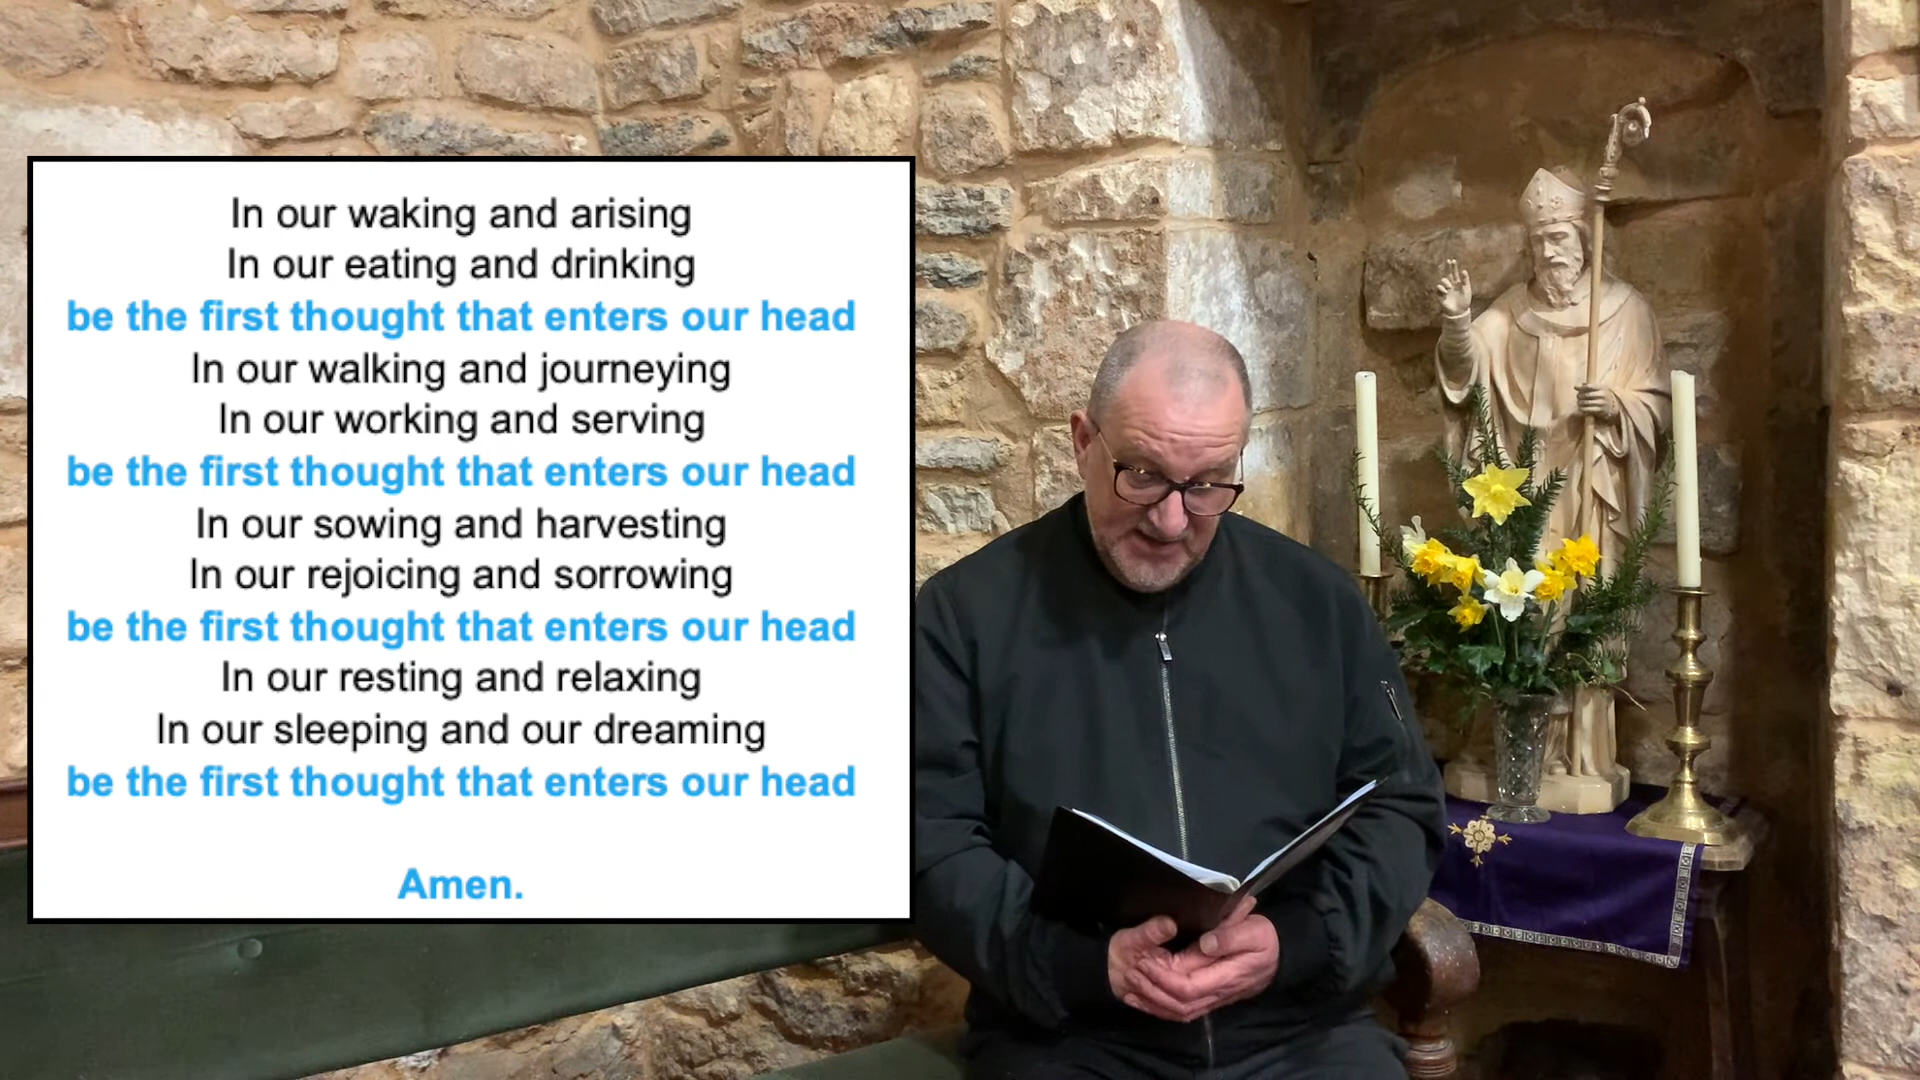 In our waking and arising
In our eating and drinking
be the first thought that enters our head
In our walking and journeying
In our working and serving
be the first thought that enters our head
In our sowing and harvesting
In our rejoicing and sorrowing
be the first thought that enters our head
In our resting and relaxing
In our sleeping and our dreaming
be the first thought that enters our head
Amen.